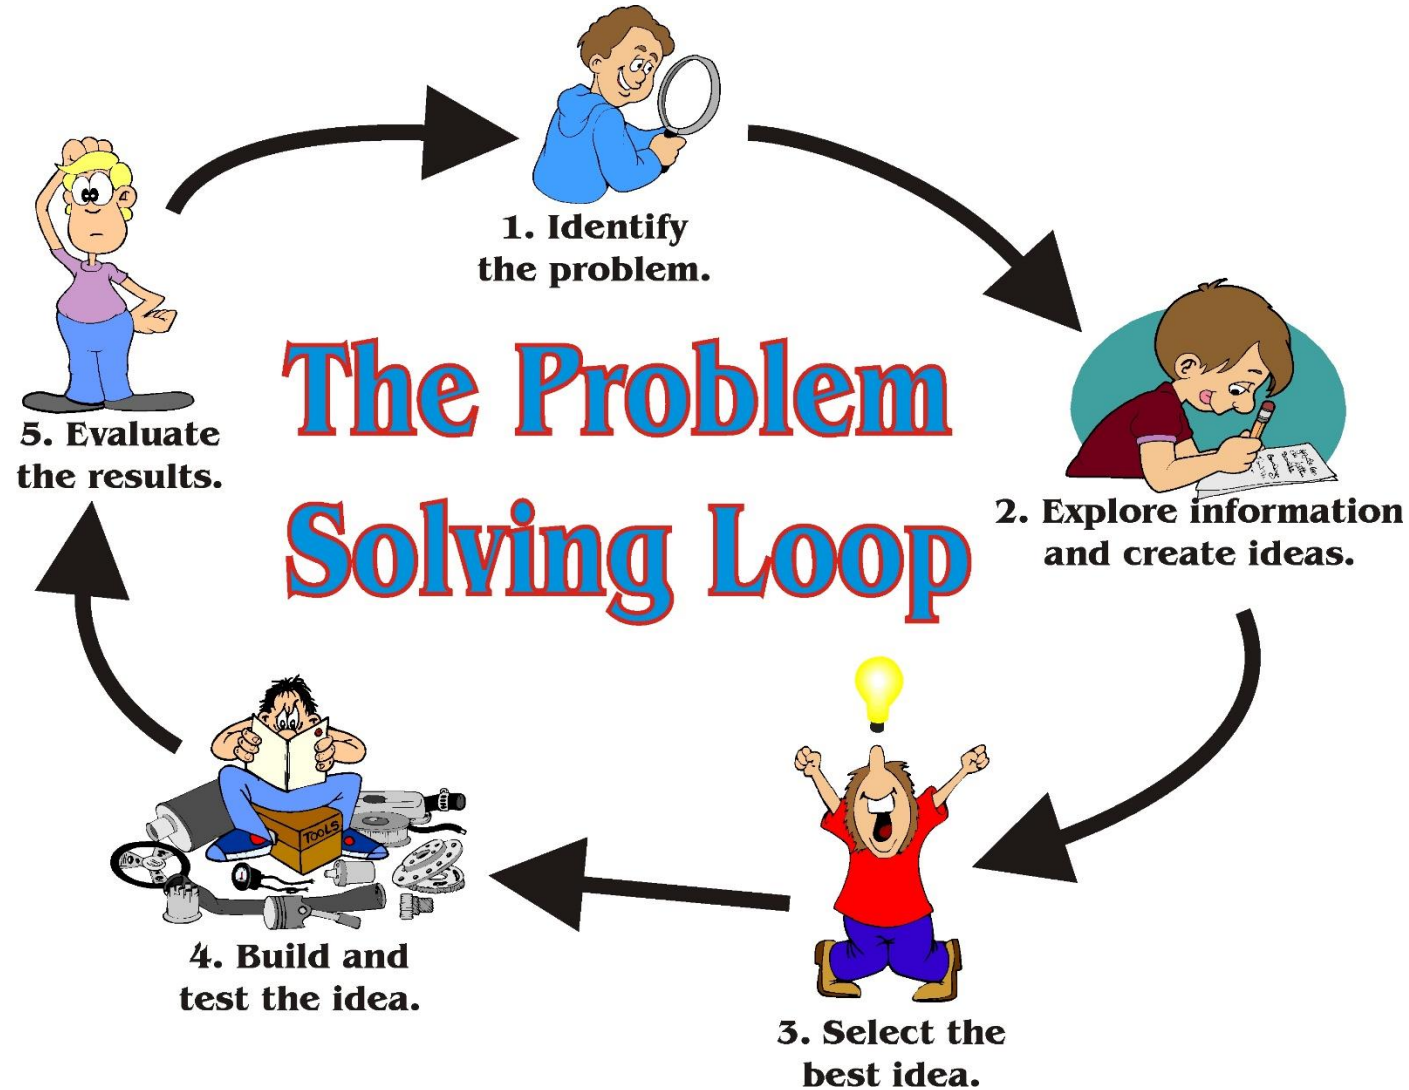 The Problem
Solving Loop
1. Identify
the problem.
2. Explore information
and create ideas.
3. Select the
best idea.
4. Build and
test the idea.
TOOLS
5. Evaluate
the results.